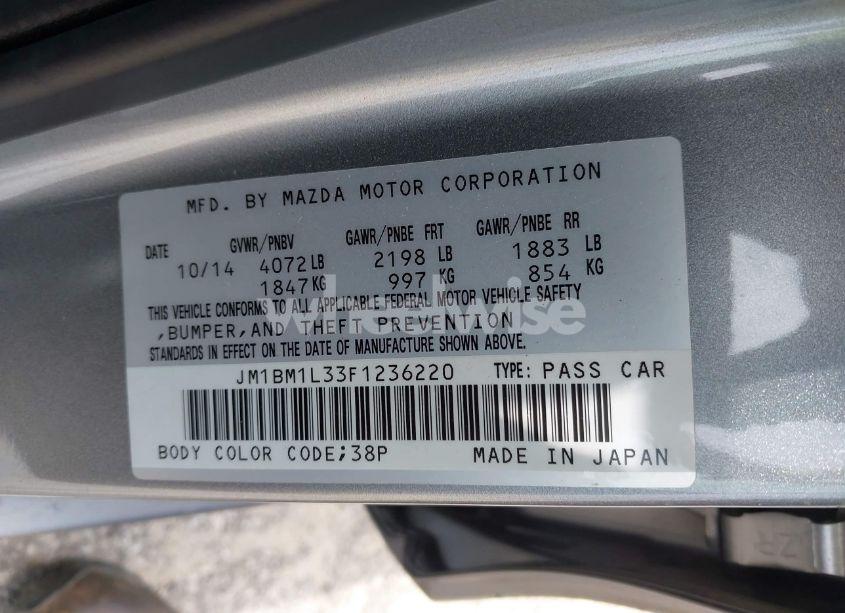 MFD. BY MAZDA MOTOR CORPORATION
DATE GVWR/PNBV GAWR/PNBE FRT GAWR/PNBE RR
10/14 4072 LB 2198 LB 1883 LB
1847 KG 997 KG 854 KG
THIS VEHICLE CONFORMS TO ALL APPLICABLE FEDERAL MOTOR VEHICLE SAFETY
,BUMPER,AND THEFT PREVENTION
STANDARDS IN EFFECT ON THE DATE OF MANUFACTURE SHOWN ABOVE.
JM1BM1L33F1236220 TYPE: PASS CAR
BODY COLOR CODE;38P MADE IN JAPAN
wheelwise